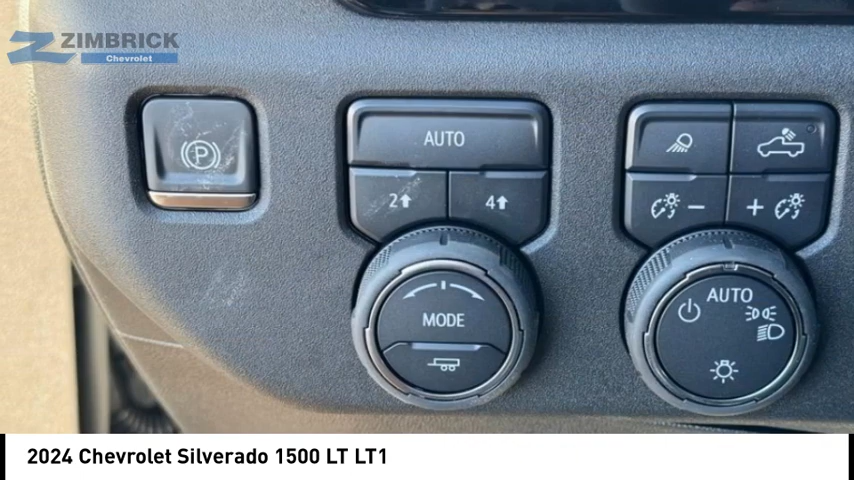 ZIMBRICK
Chevrolet
P
AUTO
2 4
MODE
AUTO
− +
2024 Chevrolet Silverado 1500 LT LT1